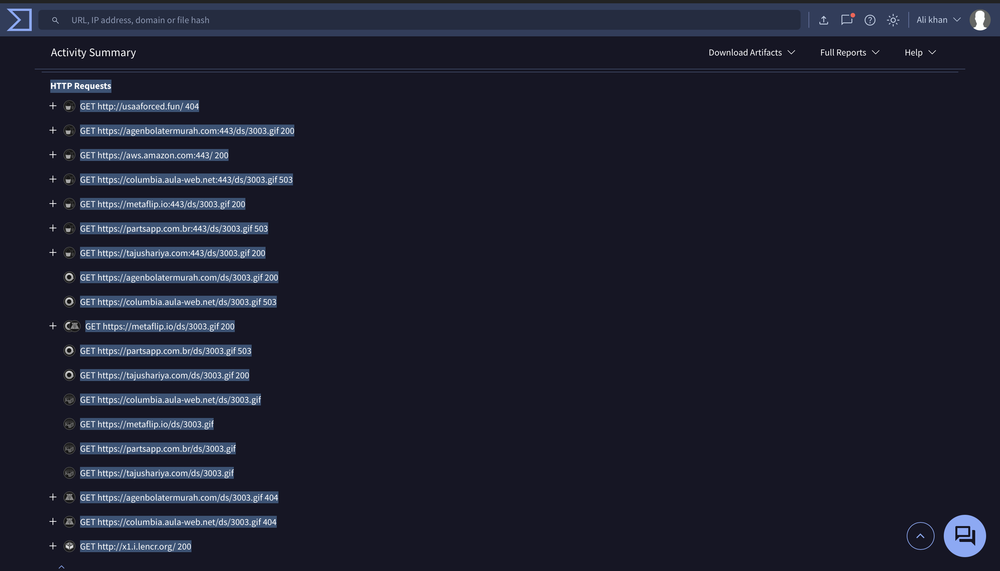 URL, IP address, domain or file hash
Ali khan
Activity Summary
Download Artifacts
Full Reports
Help
HTTP Requests
GET http://usaaforced.fun/ 404
GET https://agenbolatermurah.com:443/ds/3003.gif 200
GET https://aws.amazon.com:443/ 200
GET https://columbia.aula-web.net:443/ds/3003.gif 503
GET https://metaflip.io:443/ds/3003.gif 200
GET https://partsapp.com.br:443/ds/3003.gif 503
GET https://tajushariya.com:443/ds/3003.gif 200
GET https://agenbolatermurah.com/ds/3003.gif 200
GET https://columbia.aula-web.net/ds/3003.gif 503
GET https://metaflip.io/ds/3003.gif 200
GET https://partsapp.com.br/ds/3003.gif 503
GET https://tajushariya.com/ds/3003.gif 200
GET https://columbia.aula-web.net/ds/3003.gif
GET https://metaflip.io/ds/3003.gif
GET https://partsapp.com.br/ds/3003.gif
GET https://tajushariya.com/ds/3003.gif
GET https://agenbolatermurah.com/ds/3003.gif 404
GET https://columbia.aula-web.net/ds/3003.gif 404
GET http://x1.i.lencr.org/ 200